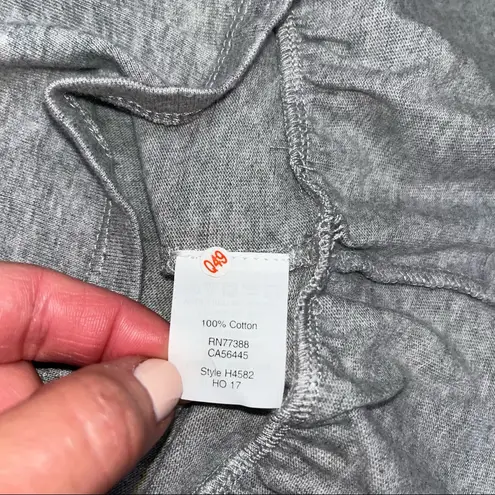 049
100% Cotton
RN77388
CA56445
Style H4582
HO 17